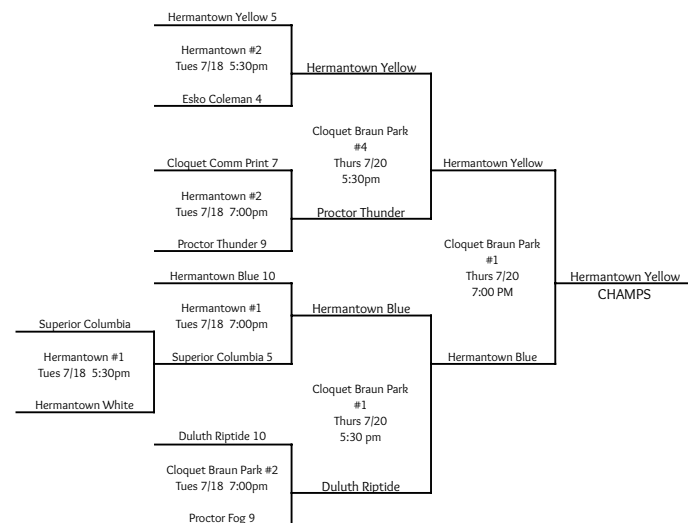 Hermantown Yellow 5
Hermantown #2
Tues 7/18 5:30pm
Hermantown Yellow
Esko Coleman 4
Cloquet Braun Park
#4
Thurs 7/20
5:30pm
Cloquet Comm Print 7
Hermantown Yellow
Hermantown #2
Tues 7/18 7:00pm
Proctor Thunder
Proctor Thunder 9
Cloquet Braun Park
#1
Thurs 7/20
7:00 PM
Hermantown Yellow
CHAMPS
Hermantown Blue 10
Hermantown #1
Tues 7/18 7:00pm
Hermantown Blue
Superior Columbia
Hermantown #1
Tues 7/18 5:30pm
Superior Columbia 5
Hermantown Blue
Hermantown White
Cloquet Braun Park
#1
Thurs 7/20
5:30 pm
Duluth Riptide 10
Cloquet Braun Park #2
Tues 7/18 7:00pm
Duluth Riptide
Proctor Fog 9